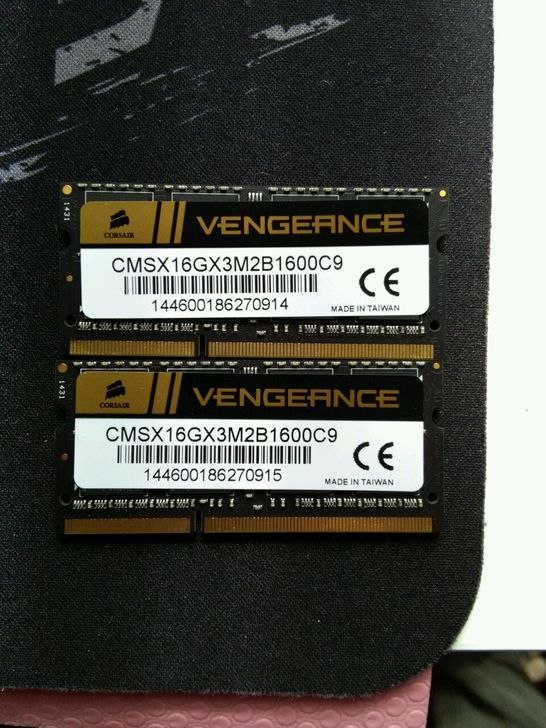 1431
CORSAIR
VENGEANCE
CMSX16GX3M2B1600C9
144600186270914
CE
MADE IN TAIWAN
1431
CORSAIR
VENGEANCE
CMSX16GX3M2B1600C9
144600186270915
CE
MADE IN TAIWAN